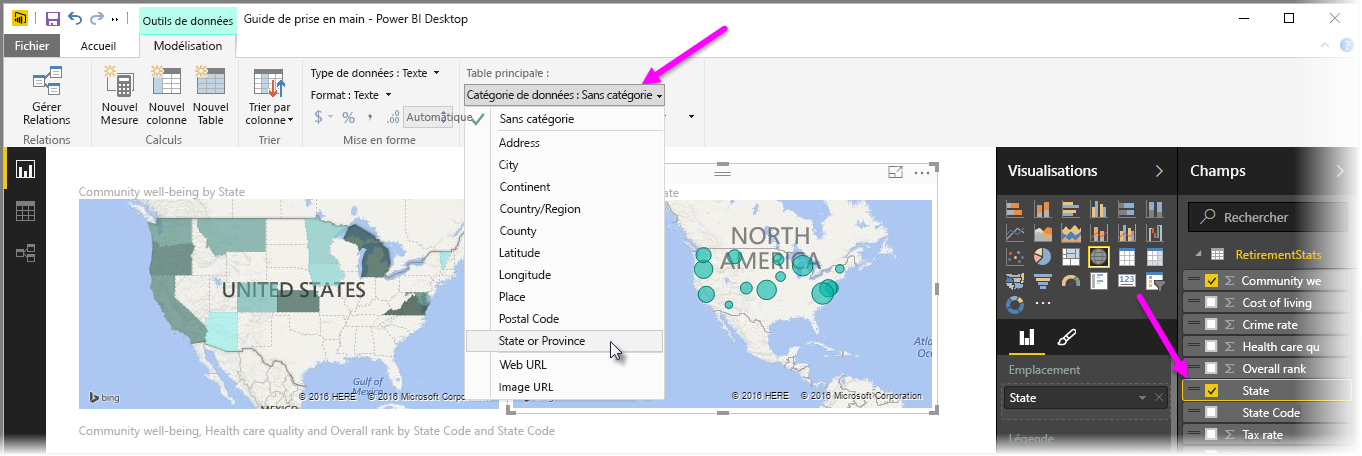 Outils de données
Guide de prise en main - Power BI Desktop
Fichier
Accueil
Modélisation
Gérer
Relations
Relations
Nouvel
Mesure
Nouvel
colonne
Nouvel
Table
Calculs
Trier par
colonne
Trier
Type de données : Texte
Format : Texte
$ % , .00 Automatique
Mise en forme
Table principale :
Catégorie de données : Sans catégorie
Sans catégorie
Address
City
Continent
Country/Region
County
Latitude
Longitude
Place
Postal Code
State or Province
Web URL
Image URL
Community well-being by State
UNITED STATES
Gulf of
Mexico
MEXICO
bing
© 2016 HERE © 2016 Microsoft Corporation
ate
NORTH
AMERICA
Atla
Oce
© 2016 HERE © 2016 Microsoft Corporation
Community well-being, Health care quality and Overall rank by State Code and State Code
Visualisations
123
Emplacement
State
Légende
Champs
Rechercher
RetirementStats
Community we
Cost of living
Crime rate
Health care qu
Overall rank
State
State Code
Tax rate